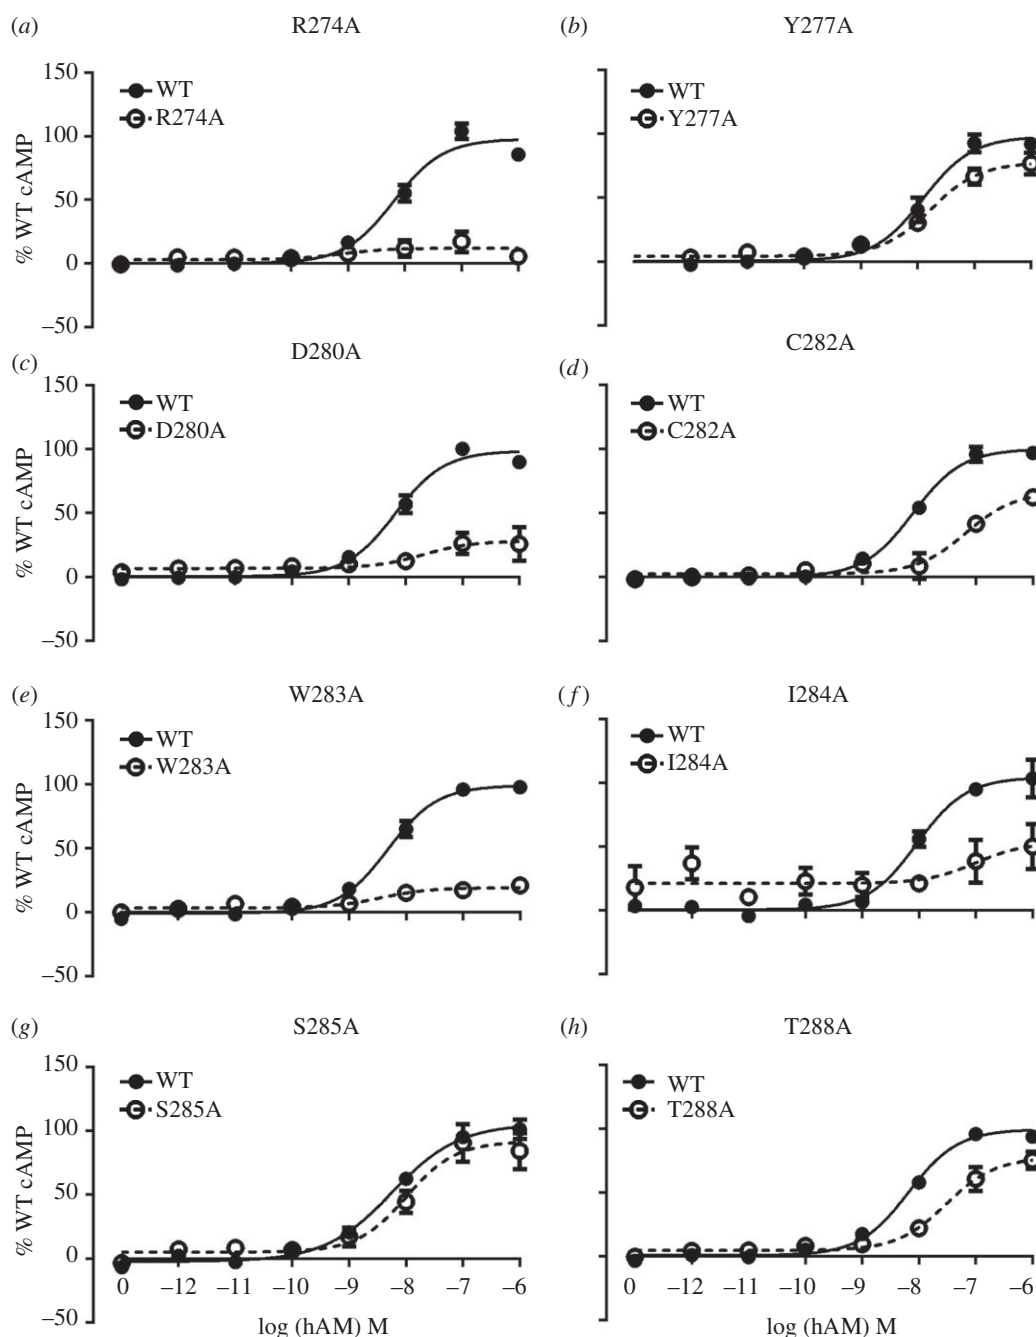 (a) R274A
150
100
50
0
−50
% WT cAMP
WT
R274A
(b) Y277A
WT
Y277A
(c) D280A
150
100
50
0
−50
% WT cAMP
WT
D280A
(d) C282A
WT
C282A
(e) W283A
150
100
50
0
−50
% WT cAMP
WT
W283A
(f) I284A
WT
I284A
(g) S285A
150
100
50
0
−50
% WT cAMP
WT
S285A
0 −12 −11 −10 −9 −8 −7 −6
log (hAM) M
(h) T288A
WT
T288A
0 −12 −11 −10 −9 −8 −7 −6
log (hAM) M